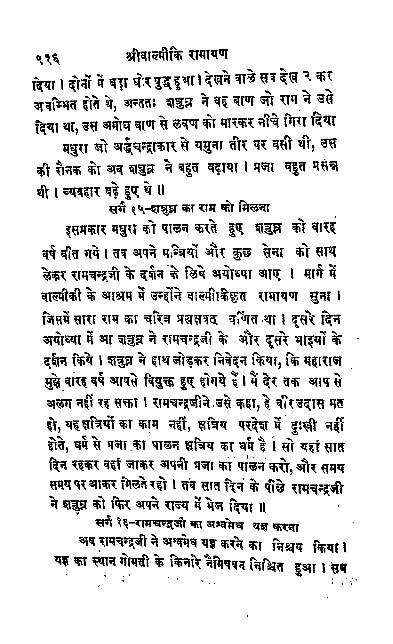 ९१६ श्रीवाल्मीकि रामायण
दिया । दोनों में बड़ा घोर युद्ध हुआ । देखने वाले सब देख २ कर
अचम्भित होते थे, अन्ततः शत्रुघ्न ने वह बाण जो राम ने उसे
दिया था, उस अमोघ बाण से लवण को मारकर नीचे गिरा दिया
मधुरा जो अर्द्धचन्द्राकार से यमुना तीर पर बसी थी, उस
की रौनक को अब शत्रुघ्न ने बहुत बढ़ाया । प्रजा बहुत प्रसन्न
थी । व्यवहार बढ़े हुए थे ॥
सर्ग १५-शत्रुघ्न का राम को मिलना
इसप्रकार मधुरा को पालन करते हुए शत्रुघ्न को बारह
वर्ष बीत गये । तब अपने मन्त्रियों और कुछ सेना को साथ
लेकर रामचन्द्रजी के दर्शन के लिये अयोध्या आए । मार्ग में
वाल्मीकी के आश्रम में उन्होंने वाल्मीकिकृत रामायण सुना ।
जिसमें सारा राम का चरित्र प्रत्यक्षवत् वर्णित था । दूसरे दिन
अयोध्या में आ शत्रुघ्न ने रामचन्द्रजी के और दूसरे भाइयों के
दर्शन किये । शत्रुघ्न ने हाथ जोड़कर निवेदन किया, कि महाराज
मुझे बारह वर्ष आपसे वियुक्त हुए होगये हैं । मैं देर तक आप से
अलग नहीं रह सक्ता । रामचन्द्रजीने उसे कहा, हे वीर उदास मत
हो, यह क्षत्रियों का काम नहीं, क्षत्रिय परदेश में दुःखी नहीं
होते, धर्म से प्रजा का पालन क्षत्रिय का धर्म है । सो यहां सात
दिन रहकर वहां जाकर अपनी प्रजा का पालन करो, और समय
समय पर आकर मिलते रहो । तब सात दिन के पीछे रामचन्द्रजी
ने शत्रुघ्न को फिर अपने राज्य में भेज दिया ॥
सर्ग १६-रामचन्द्रजी का अश्वमेध यज्ञ करना
अब रामचन्द्रजी ने अश्वमेध यज्ञ करने का निश्चय किया ।
यज्ञ का स्थान गोमती के किनारे नैमिषवन निश्चित हुआ । सब